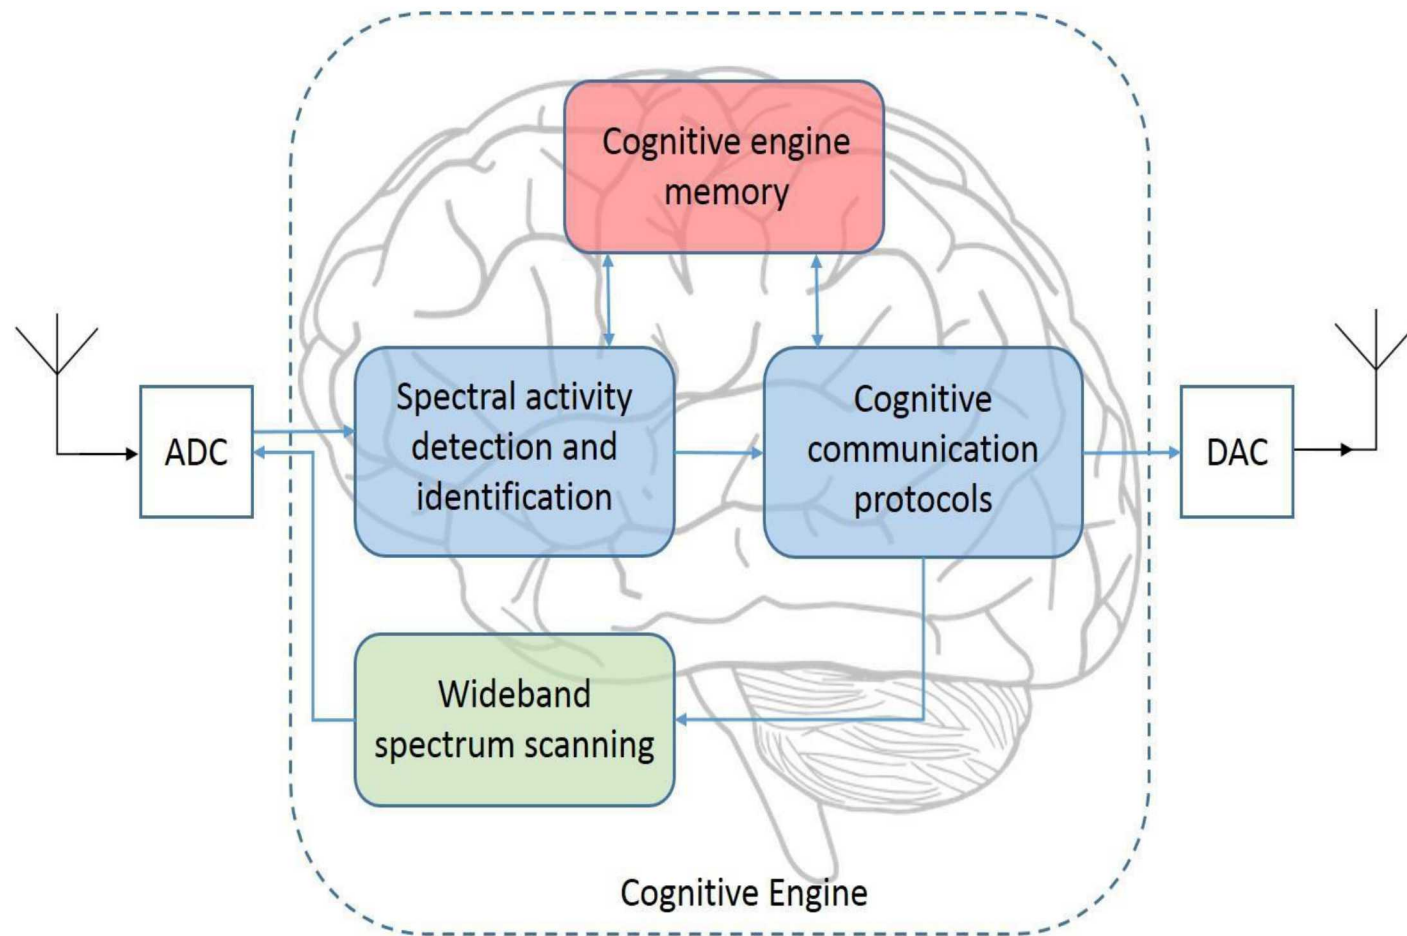 Cognitive engine
memory
ADC
Spectral activity
detection and
identification
Cognitive
communication
protocols
DAC
Wideband
spectrum scanning
Cognitive Engine